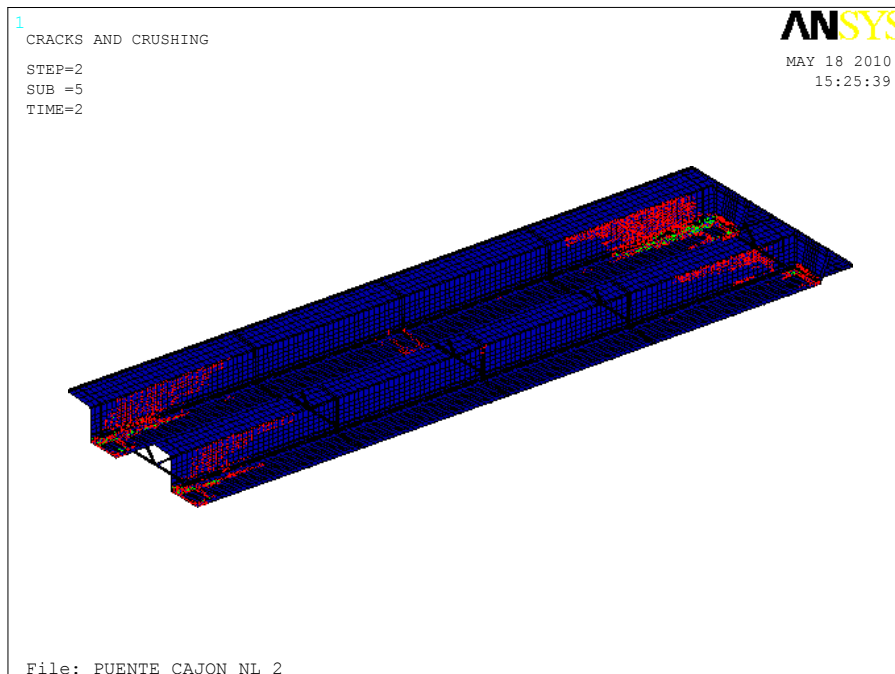 1
CRACKS AND CRUSHING
STEP=2
SUB =5
TIME=2
ANSYS
MAY 18 2010
15:25:39
File: PUENTE CAJON NL 2